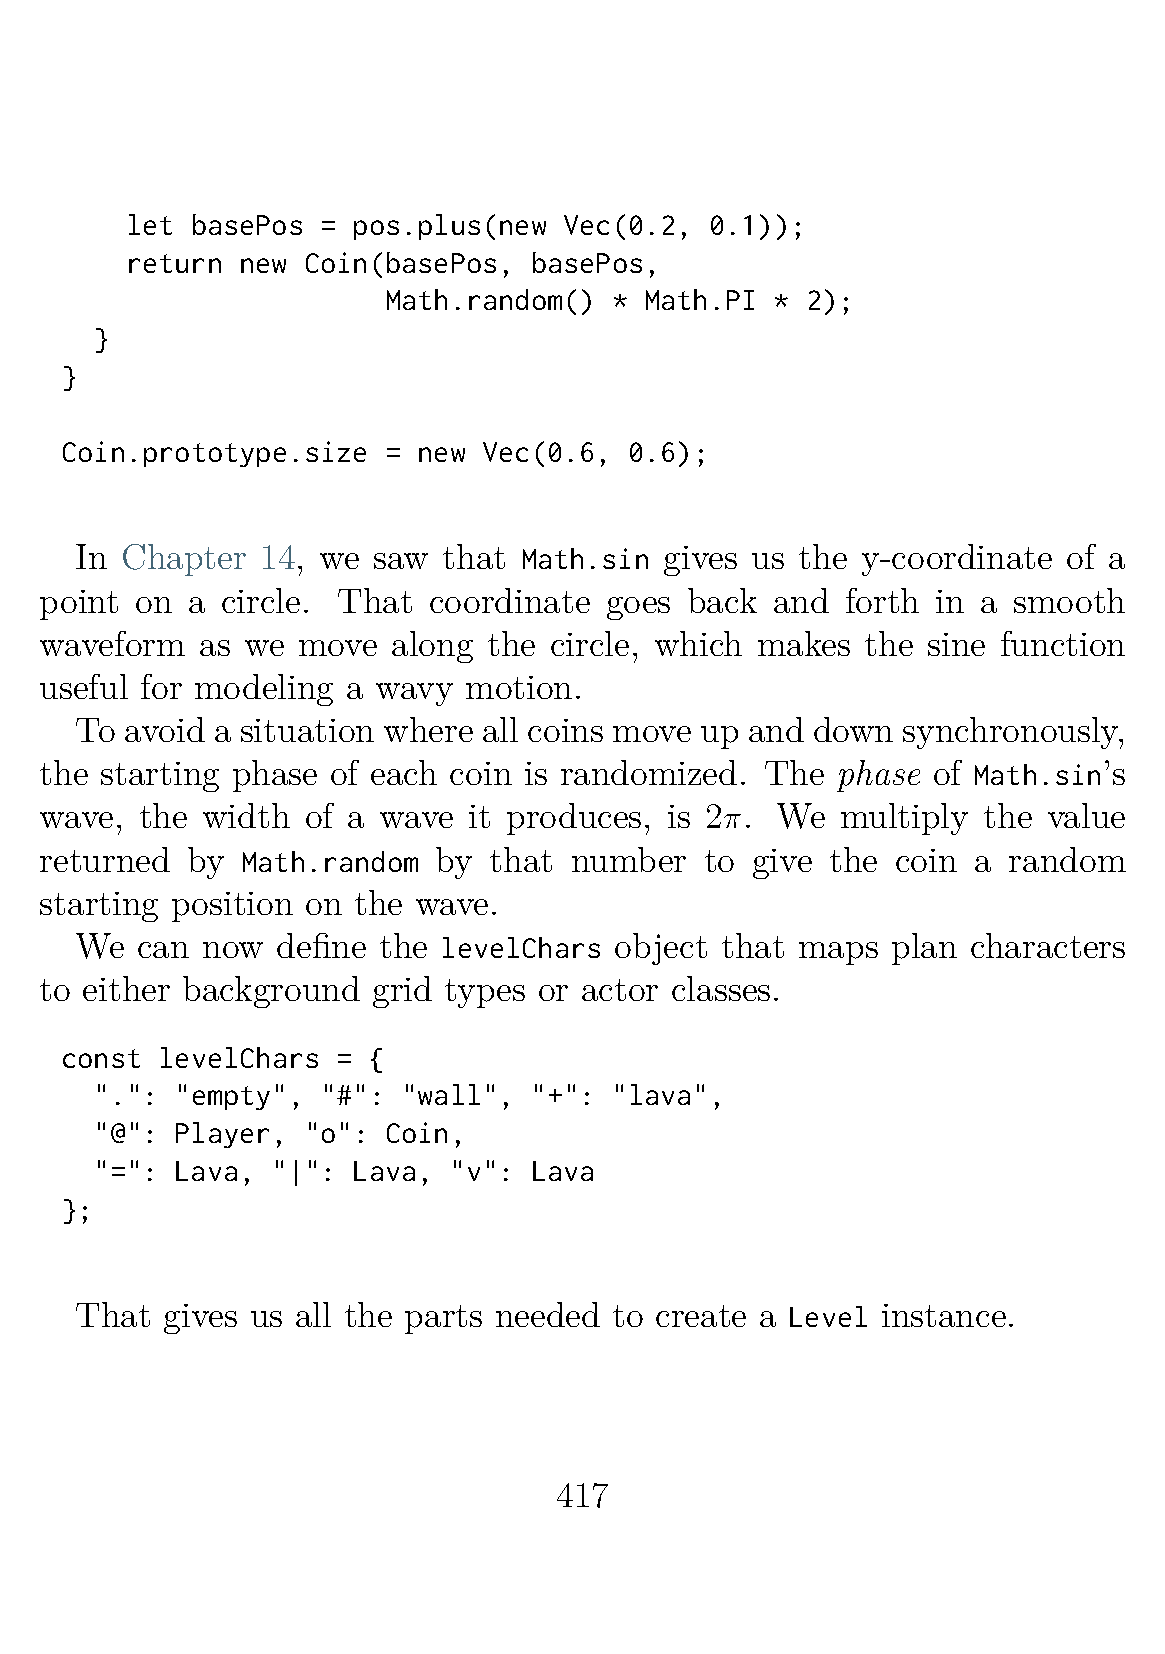 let basePos = pos.plus(new Vec(0.2, 0.1));
return new Coin(basePos, basePos,
Math.random() * Math.PI * 2);
}
}
Coin.prototype.size = new Vec(0.6, 0.6);
In Chapter 14, we saw that Math.sin gives us the y-coordinate of a
point on a circle. That coordinate goes back and forth in a smooth
waveform as we move along the circle, which makes the sine function
useful for modeling a wavy motion.
To avoid a situation where all coins move up and down synchronously,
the starting phase of each coin is randomized. The phase of Math.sin’s
wave, the width of a wave it produces, is 2π. We multiply the value
returned by Math.random by that number to give the coin a random
starting position on the wave.
We can now define the levelChars object that maps plan characters
to either background grid types or actor classes.
const levelChars = {
".": "empty", "#": "wall", "+": "lava",
"@": Player, "o": Coin,
"=": Lava, "|": Lava, "v": Lava
};
That gives us all the parts needed to create a Level instance.
417